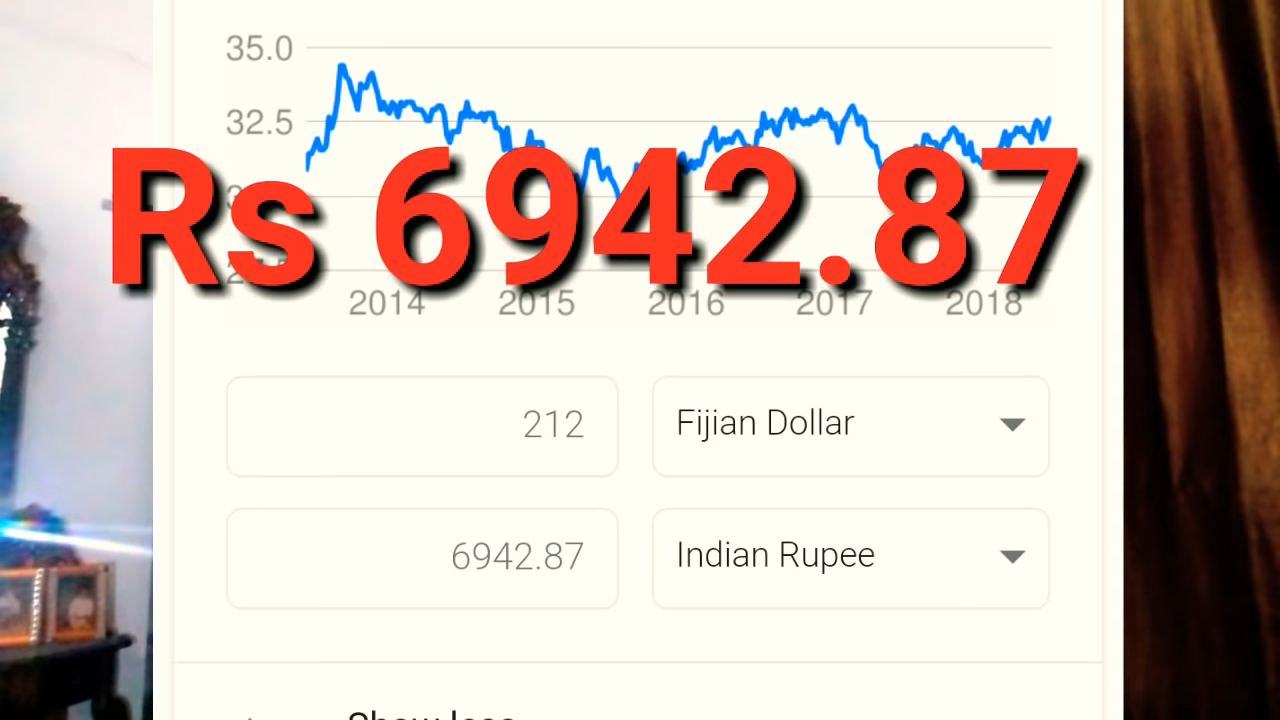 35.0
32.5
Rs 6942.87
2014 2015 2016 2017 2018
212 Fijian Dollar
6942.87 Indian Rupee